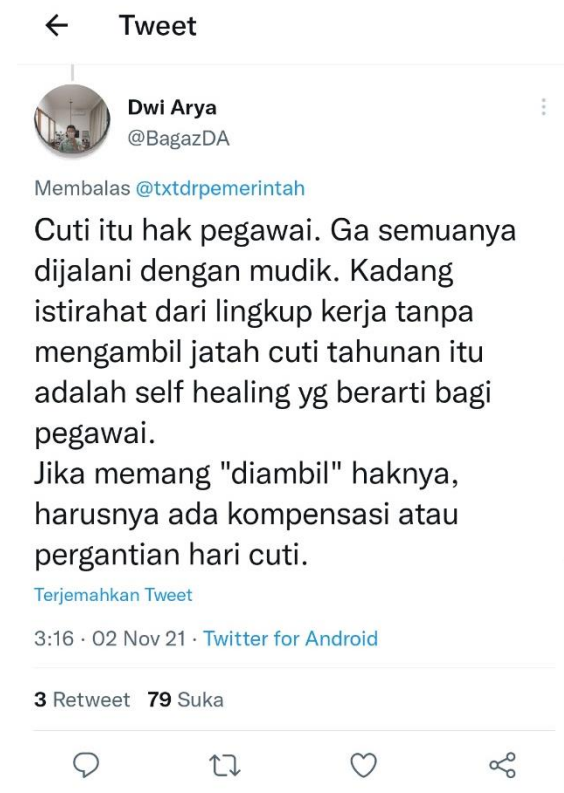 Tweet
Dwi Arya
@BagazDA
Membalas @txtdrpemerintah
Cuti itu hak pegawai. Ga semuanya
dijalani dengan mudik. Kadang
istirahat dari lingkup kerja tanpa
mengambil jatah cuti tahunan itu
adalah self healing yg berarti bagi
pegawai.
Jika memang "diambil" haknya,
harusnya ada kompensasi atau
pergantian hari cuti.
Terjemahkan Tweet
3:16 · 02 Nov 21 · Twitter for Android
3 Retweet 79 Suka